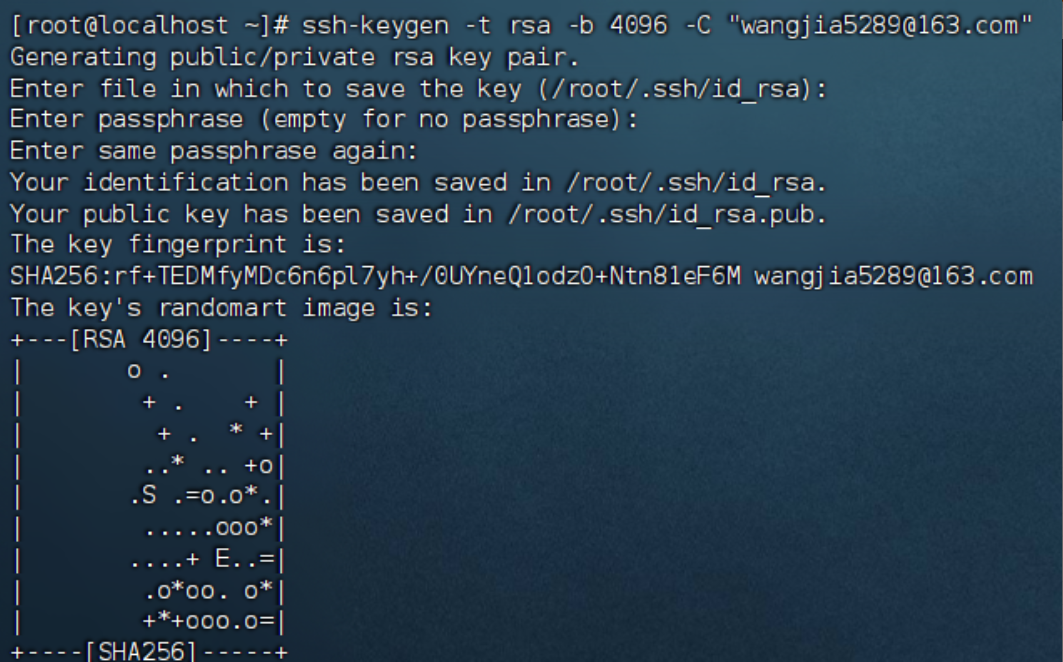 [root@localhost ~]# ssh-keygen -t rsa -b 4096 -C "wangjia5289@163.com"
Generating public/private rsa key pair.
Enter file in which to save the key (/root/.ssh/id_rsa):
Enter passphrase (empty for no passphrase):
Enter same passphrase again:
Your identification has been saved in /root/.ssh/id_rsa.
Your public key has been saved in /root/.ssh/id_rsa.pub.
The key fingerprint is:
SHA256:rf+TEDMfyMDc6n6pl7yh+/0UYneQ1odzO+Ntn81eF6M wangjia5289@163.com
The key's randomart image is:
+---[RSA 4096]----+
|       o .       |
|        + .    + |
|         + .  * +|
|        ..* .. +o|
|       .S .=o.o*.|
|        .....ooo*|
|       ....+ E..=|
|        .o*oo. o*|
|        +*+ooo.o=|
+----[SHA256]-----+